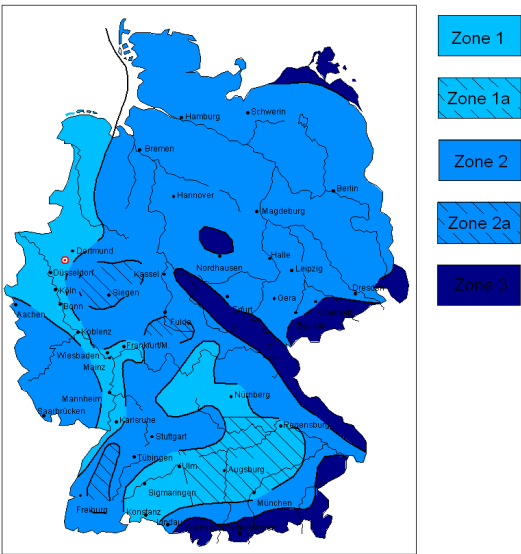 Zone 1
Zone 1a
Zone 2
Zone 2a
Zone 3
Schwerin
Hamburg
Bremen
Berlin
Hannover
Magdeburg
Dortmund
Halle
Düsseldorf
Nordhausen
Leipzig
Kassel
Köln
Siegen
Gera
Dresden
Bonn
Erfurt
Aachen
Fulda
Koblenz
Wiesbaden
Frankfurt/M.
Mainz
Mannheim
Nürnberg
Saarbrücken
Karlsruhe
Regensburg
Stuttgart
Tübingen
Ulm
Augsburg
Sigmaringen
München
Freiburg
Konstanz
Lindau